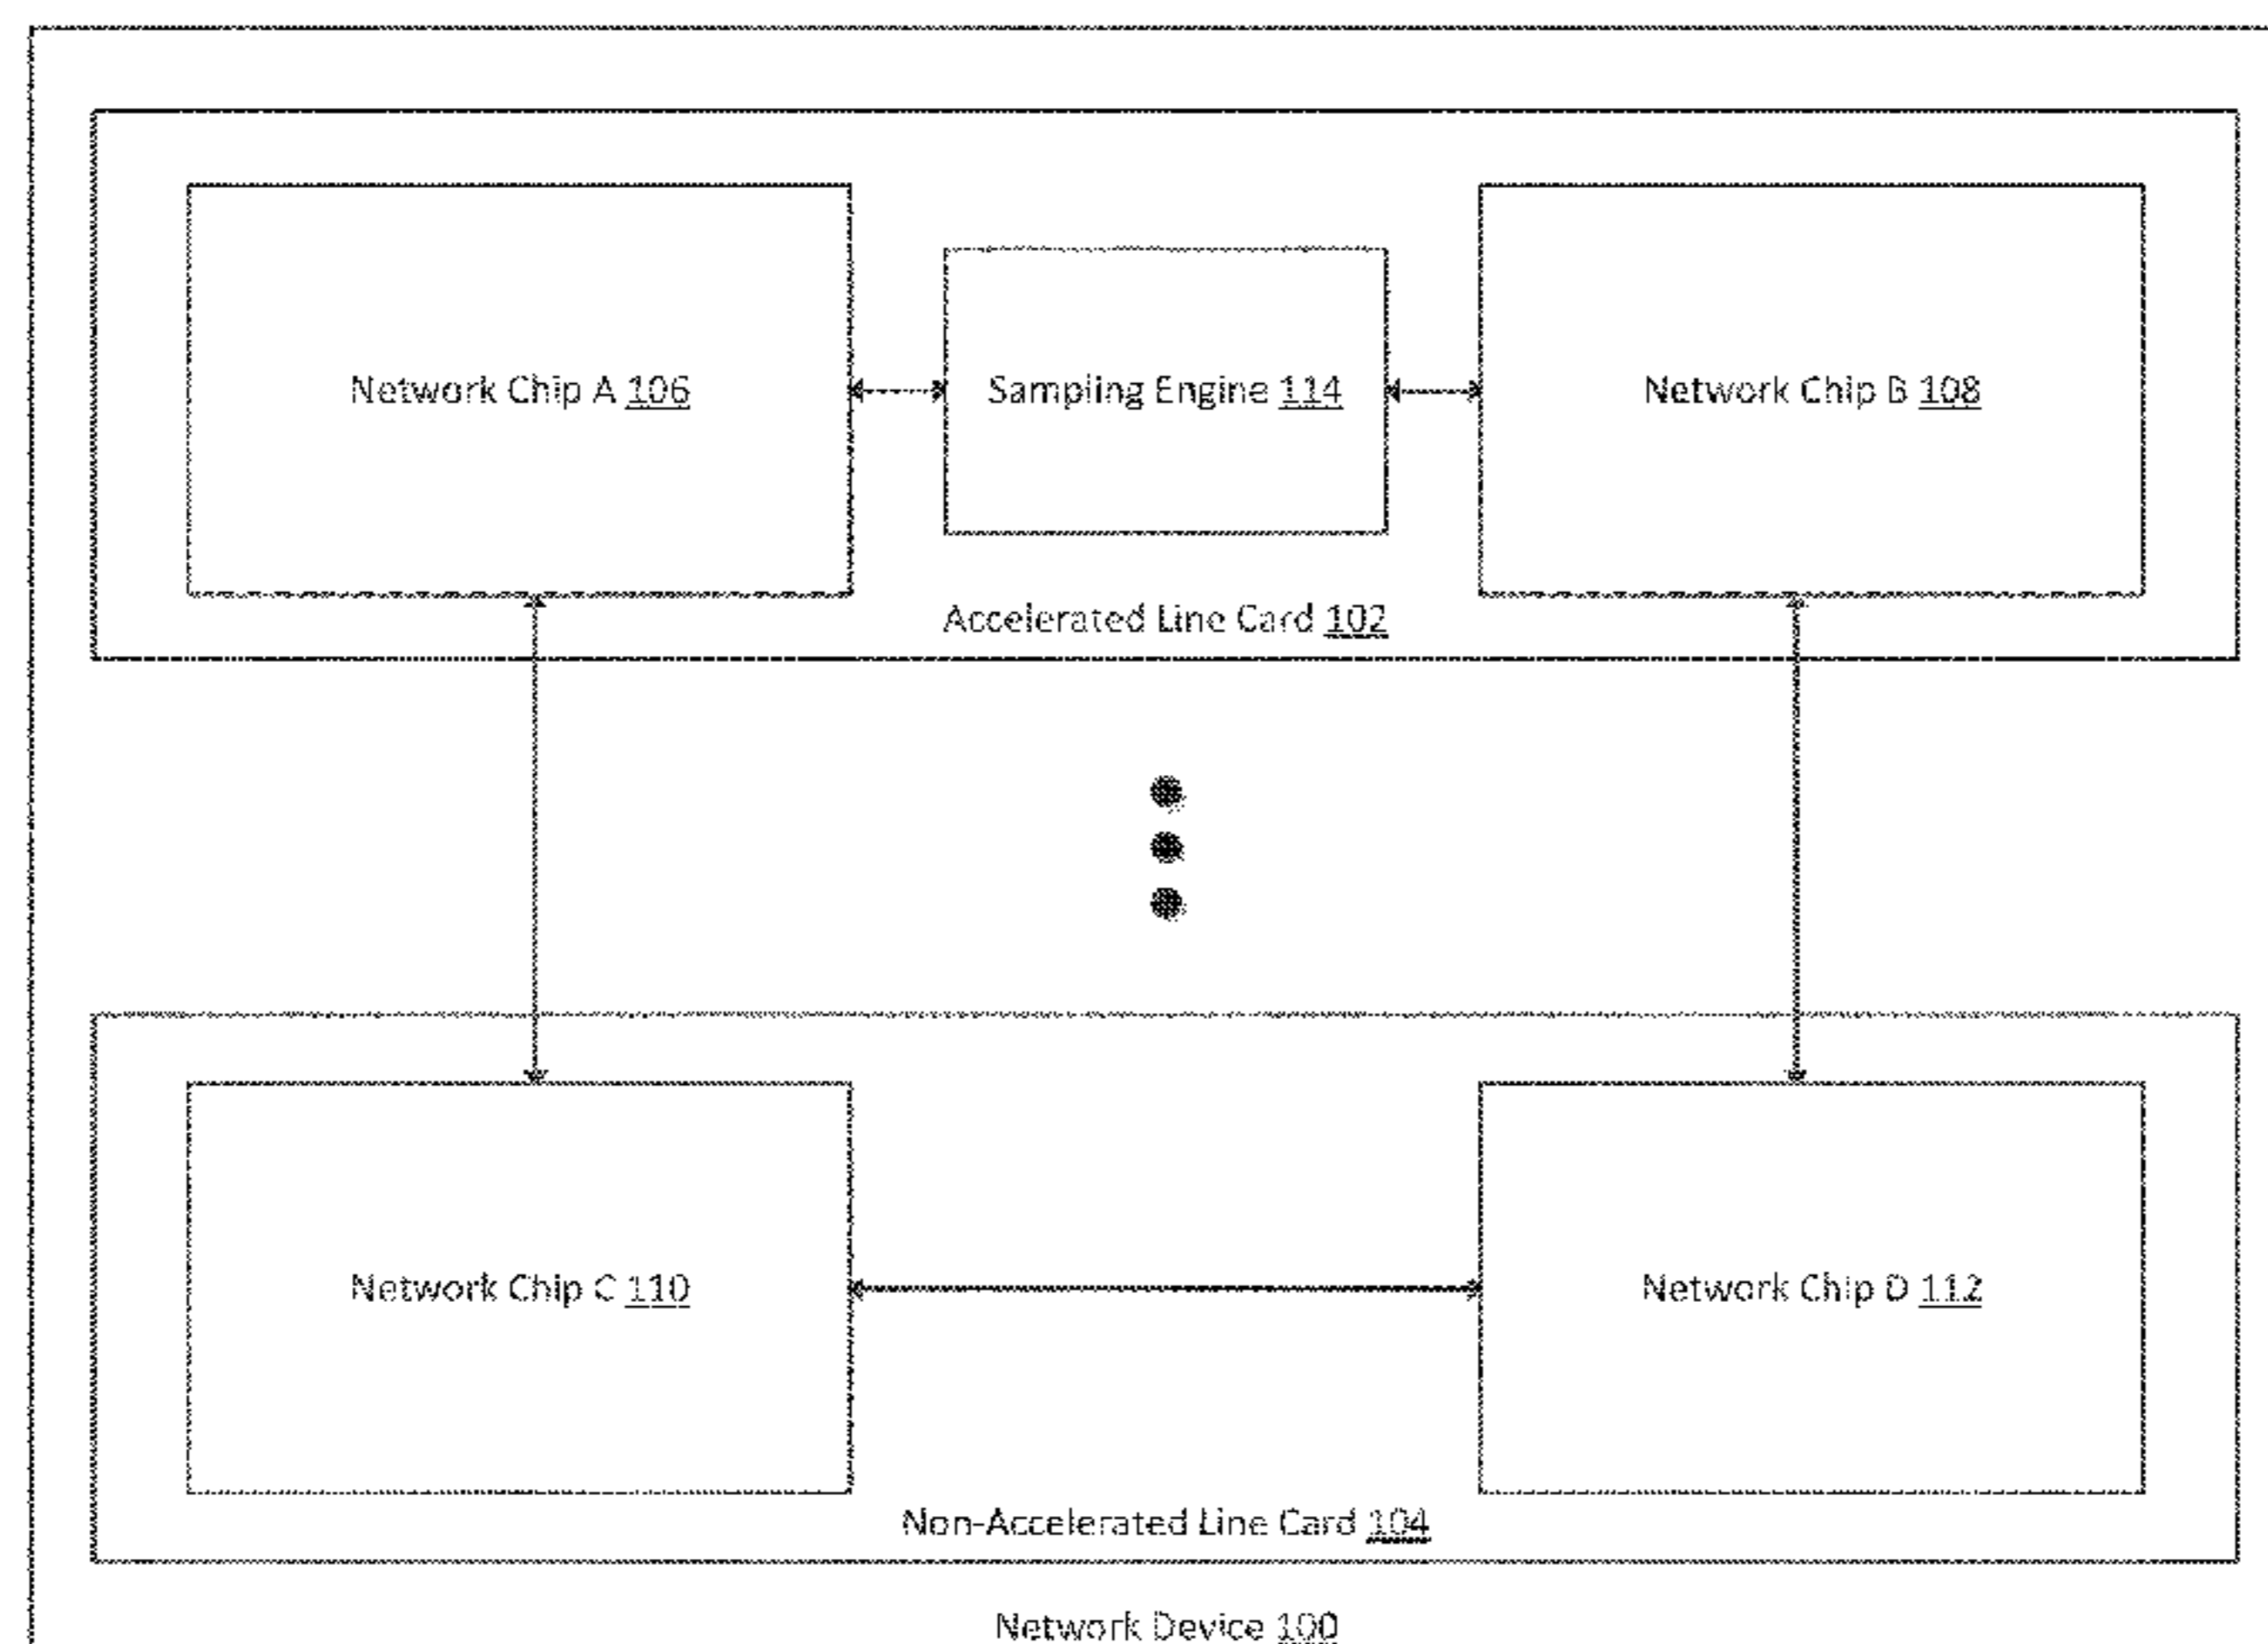 Network Chip A 106
Sampling Engine 114
Network Chip B 108
Accelerated Line Card 102
Network Chip C 110
Network Chip D 112
Non-Accelerated Line Card 104
Network Device 100